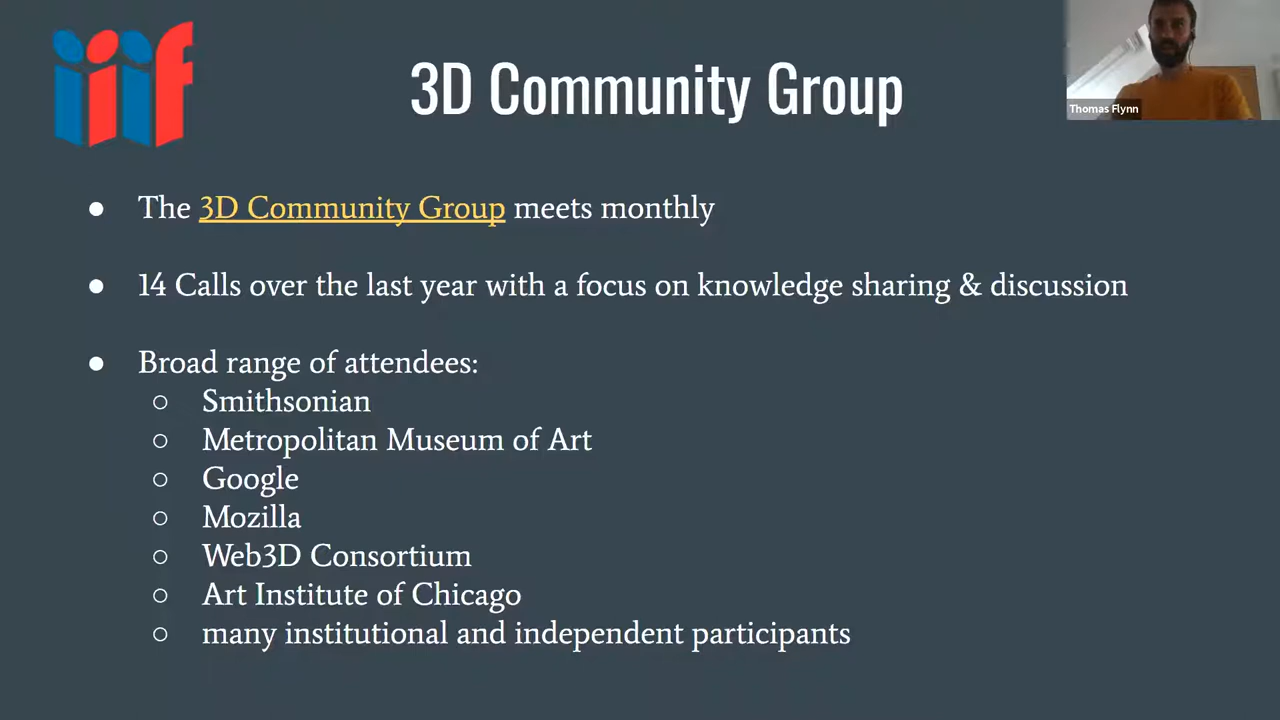 iiif
3D Community Group
Thomas Flynn
The 3D Community Group meets monthly
14 Calls over the last year with a focus on knowledge sharing & discussion
Broad range of attendees:
Smithsonian
Metropolitan Museum of Art
Google
Mozilla
Web3D Consortium
Art Institute of Chicago
many institutional and independent participants